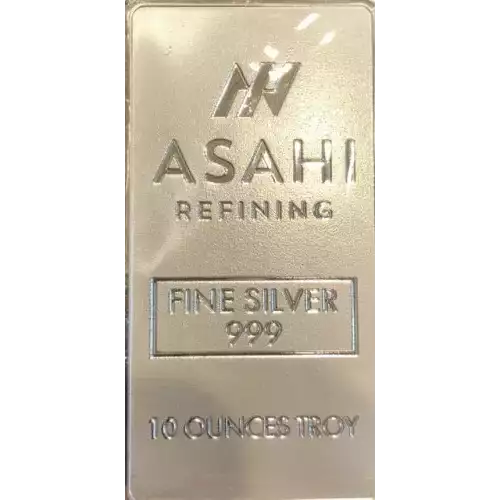 ASAHI
REFINING
FINE SILVER
999
10 OUNCES TROY